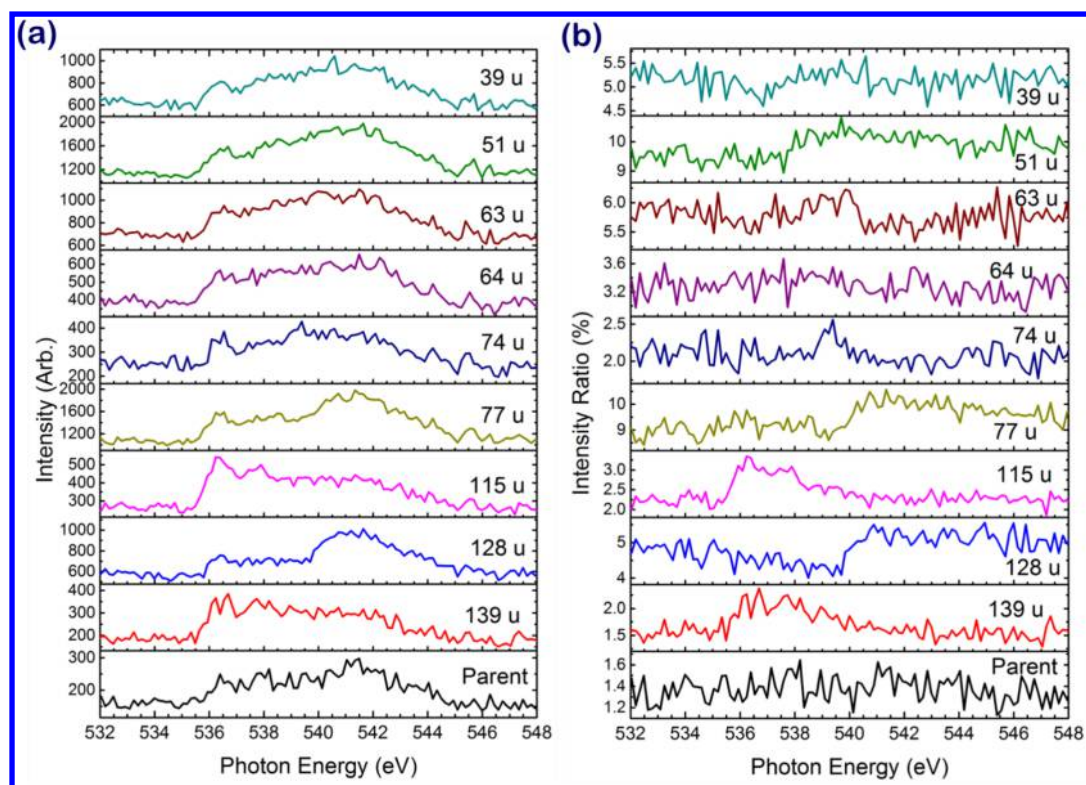 (a)
Intensity (Arb.)
1000
800
600
39 u
2000
1200
51 u
1000
800
600
63 u
600
500
400
64 u
400
300
200
74 u
2000
1600
1200
77 u
500
400
300
115 u
1000
800
600
128 u
400
300
200
139 u
300
200
Parent
532 534 536 538 540 542 544 546 548
Photon Energy (eV)
(b)
Intensity Ratio (%)
5.5
5.0
4.5
39 u
10
9
51 u
6.0
5.5
63 u
3.6
3.2
64 u
2.5
2.0
74 u
10
9
77 u
3.0
2.5
2.0
115 u
5
4
128 u
2.0
1.5
139 u
1.6
1.4
1.2
Parent
532 534 536 538 540 542 544 546 548
Photon Energy (eV)